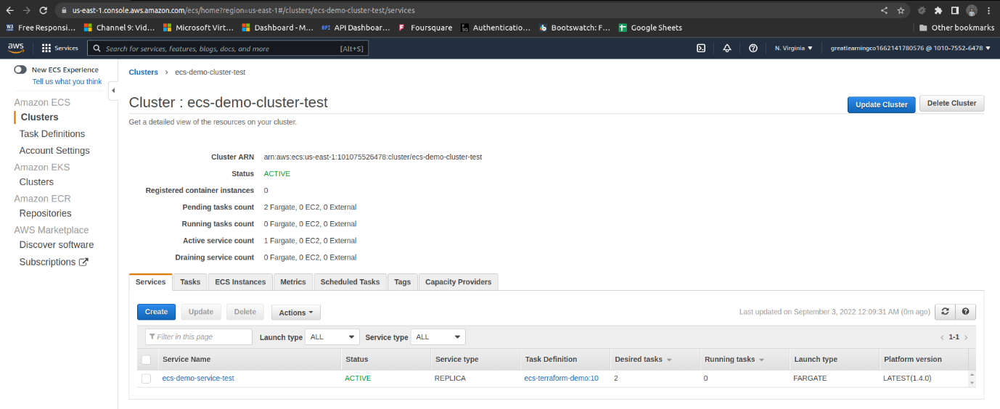 us-east-1.console.aws.amazon.com/ecs/home?region=us-east-1#/clusters/ecs-demo-cluster-test/services
W3 Free Responsi... Channel 9: Vid... Microsoft Virt... Dashboard - M... API API Dashboar... Foursquare SQ Authenticatio... Bootswatch: F... Google Sheets Other bookmarks
aws Services Search for services, features, blogs, docs, and more [Alt+S] N. Virginia greatlearningco1662141780576 @ 1010-7552-6478
New ECS Experience
Tell us what you think
Amazon ECS
Clusters
Task Definitions
Account Settings
Amazon EKS
Clusters
Amazon ECR
Repositories
AWS Marketplace
Discover software
Subscriptions
Clusters > ecs-demo-cluster-test
Cluster : ecs-demo-cluster-test
Update Cluster Delete Cluster
Get a detailed view of the resources on your cluster.
Cluster ARN arn:aws:ecs:us-east-1:101075526478:cluster/ecs-demo-cluster-test
Status ACTIVE
Registered container instances 0
Pending tasks count 2 Fargate, 0 EC2, 0 External
Running tasks count 0 Fargate, 0 EC2, 0 External
Active service count 1 Fargate, 0 EC2, 0 External
Draining service count 0 Fargate, 0 EC2, 0 External
Services Tasks ECS Instances Metrics Scheduled Tasks Tags Capacity Providers
Create Update Delete Actions Last updated on September 3, 2022 12:09:31 AM (0m ago)
Filter in this page Launch type ALL Service type ALL < 1-1 >
Service Name Status Service type Task Definition Desired tasks Running tasks Launch type Platform version
ecs-demo-service-test ACTIVE REPLICA ecs-terraform-demo:10 2 0 FARGATE LATEST(1.4.0)